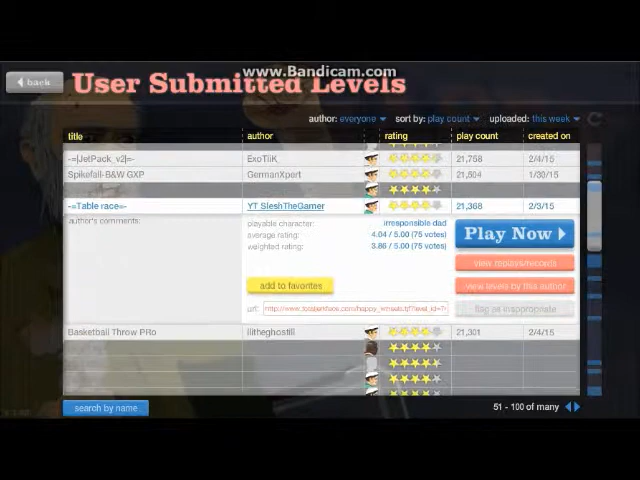 www.Bandicam.com
back
User Submitted Levels
author: everyone sort by: play count uploaded: this week
title author rating play count created on
-=|JetPack_v2|=- ExoTiiK 21,758 2/4/15
Spikefall-B&W GXP GermanXpert 21,504 1/30/15
-=Table race=- YT SleshTheGamer 21,368 2/3/15
author's comments:
playable character: irresponsible dad
average rating: 4.04 / 5.00 (75 votes)
weighted rating: 3.86 / 5.00 (75 votes)
Play Now
view replays/records
add to favorites
view levels by this author
url:
flag as inappropriate
Basketball Throw PRo 21,301 2/4/15
search by name
51 - 100 of many